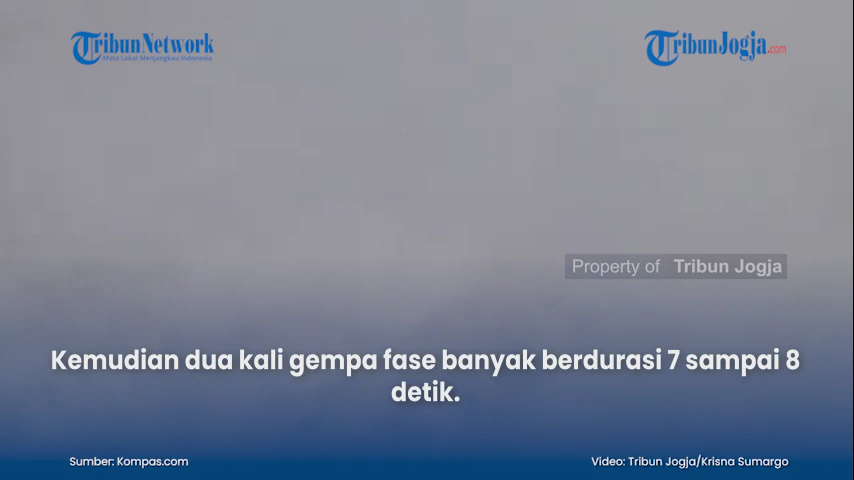 TribunNetwork
Mata Lokal Menjangkau Indonesia
TribunJogja.com
Property of Tribun Jogja
Kemudian dua kali gempa fase banyak berdurasi 7 sampai 8
detik.
Sumber: Kompas.com
Video: Tribun Jogja/Krisna Sumargo